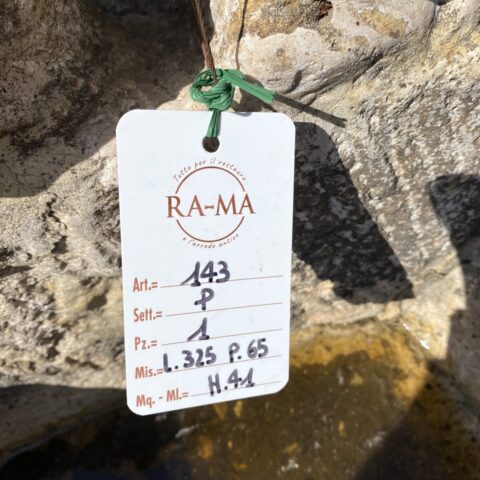 Tutto per il restauro
RA-MA
e l'arredo antico
Art.= 143
Sett.= P
Pz.= 1
Mis.= L. 325 P. 65
Mq. - Ml.= H. 41